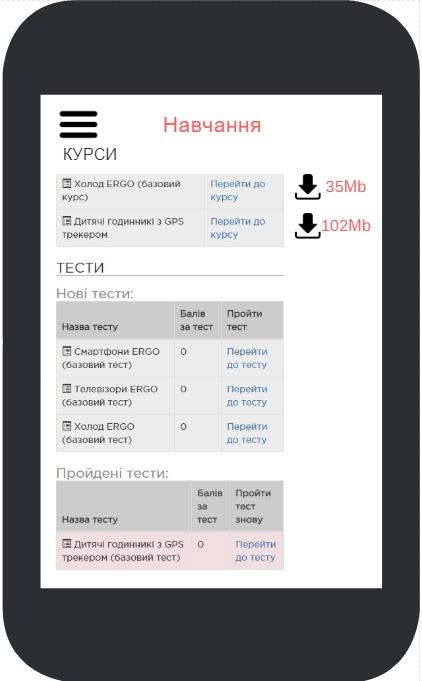 Навчання
КУРСИ
Холод ERGO (базовий Перейти до
курс) курсу
35Mb
Дитячі годинникі з GPS Перейти до
трекером курсу
102Mb
ТЕСТИ
Нові тести:
Балів Пройти
Назва тесту за тест тест
Смартфони ERGO 0 Перейти
(базовий тест) до тесту
Телевізори ERGO 0 Перейти
(базовий тест) до тесту
Холод ERGO 0 Перейти
(базовий тест) до тесту
Пройдені тести:
Балів Пройти
за тест
Назва тесту тест знову
Дитячі годинникі з GPS 0 Перейти
трекером (базовий тест) до тесту